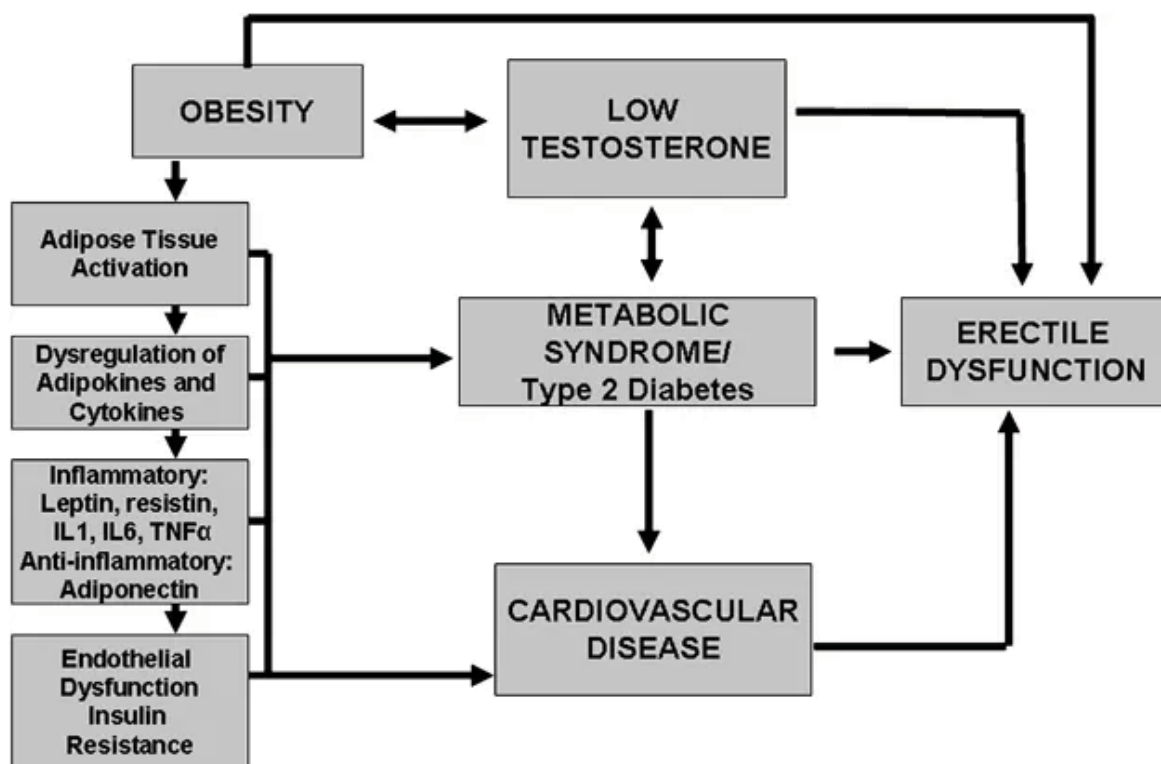 OBESITY
LOW
TESTOSTERONE
Adipose Tissue
Activation
Dysregulation of
Adipokines and
Cytokines
Inflammatory:
Leptin, resistin,
IL1, IL6, TNFα
Anti-inflammatory:
Adiponectin
Endothelial
Dysfunction
Insulin
Resistance
METABOLIC
SYNDROME/
Type 2 Diabetes
CARDIOVASCULAR
DISEASE
ERECTILE
DYSFUNCTION